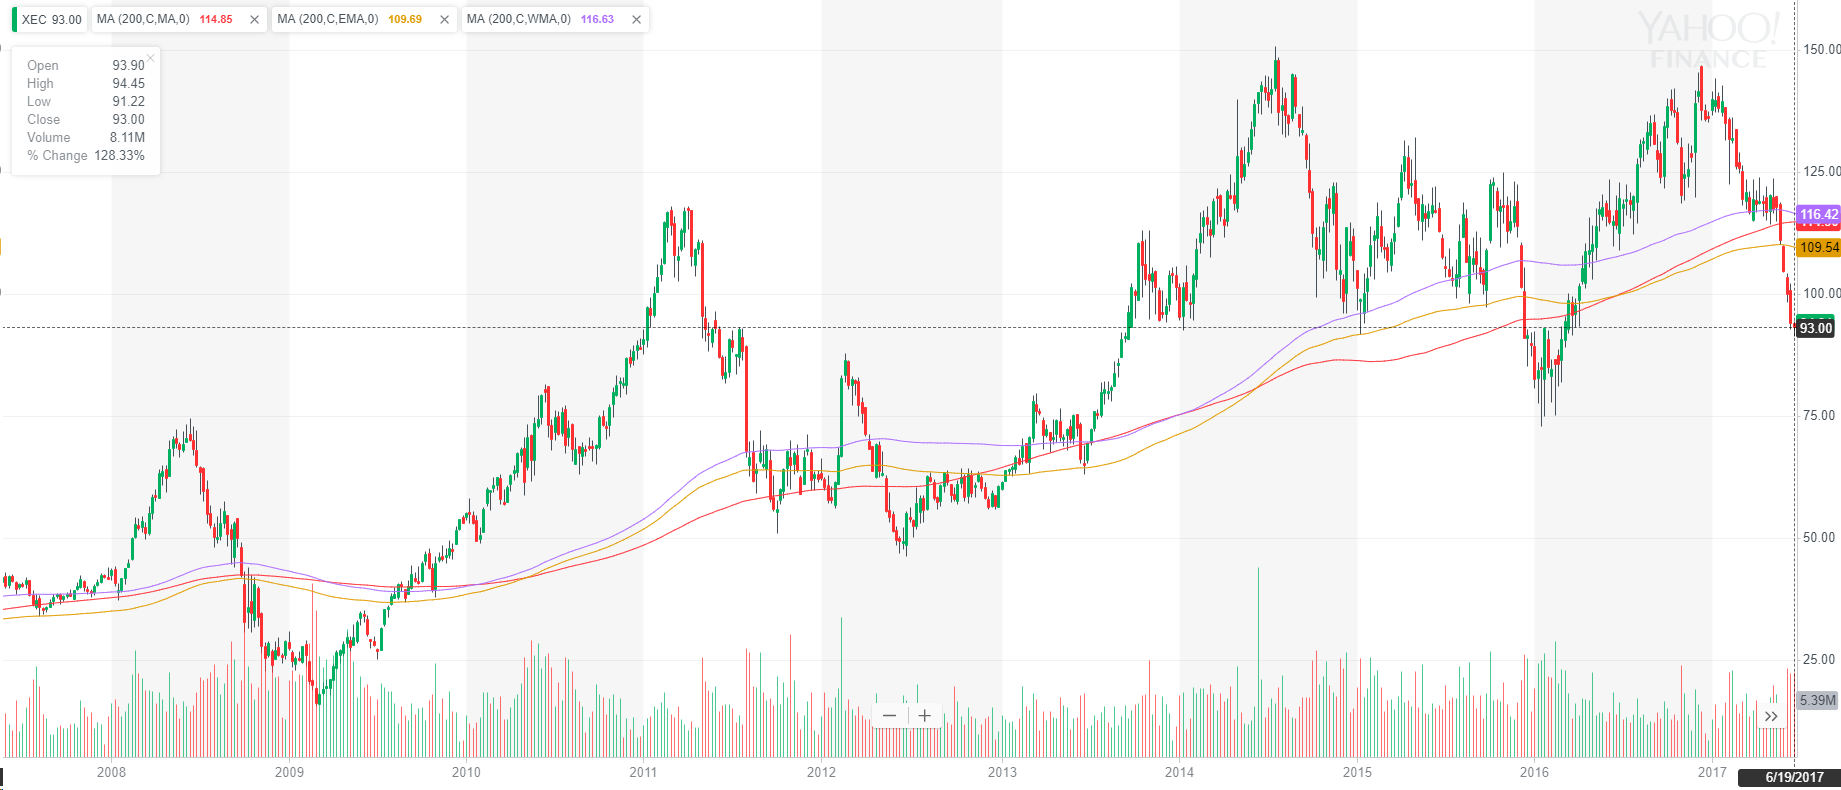 XEC 93.00 MA (200,C,MA,0) 114.85 MA (200,C,EMA,0) 109.69 MA (200,C,WMA,0) 116.63
YAHOO!
FINANCE
Open 93.90
High 94.45
Low 91.22
Close 93.00
Volume 8.11M
% Change 128.33%
150.00
125.00
116.42
109.54
100.00
93.00
75.00
50.00
25.00
5.39M
2008 2009 2010 2011 2012 2013 2014 2015 2016 2017
6/19/2017